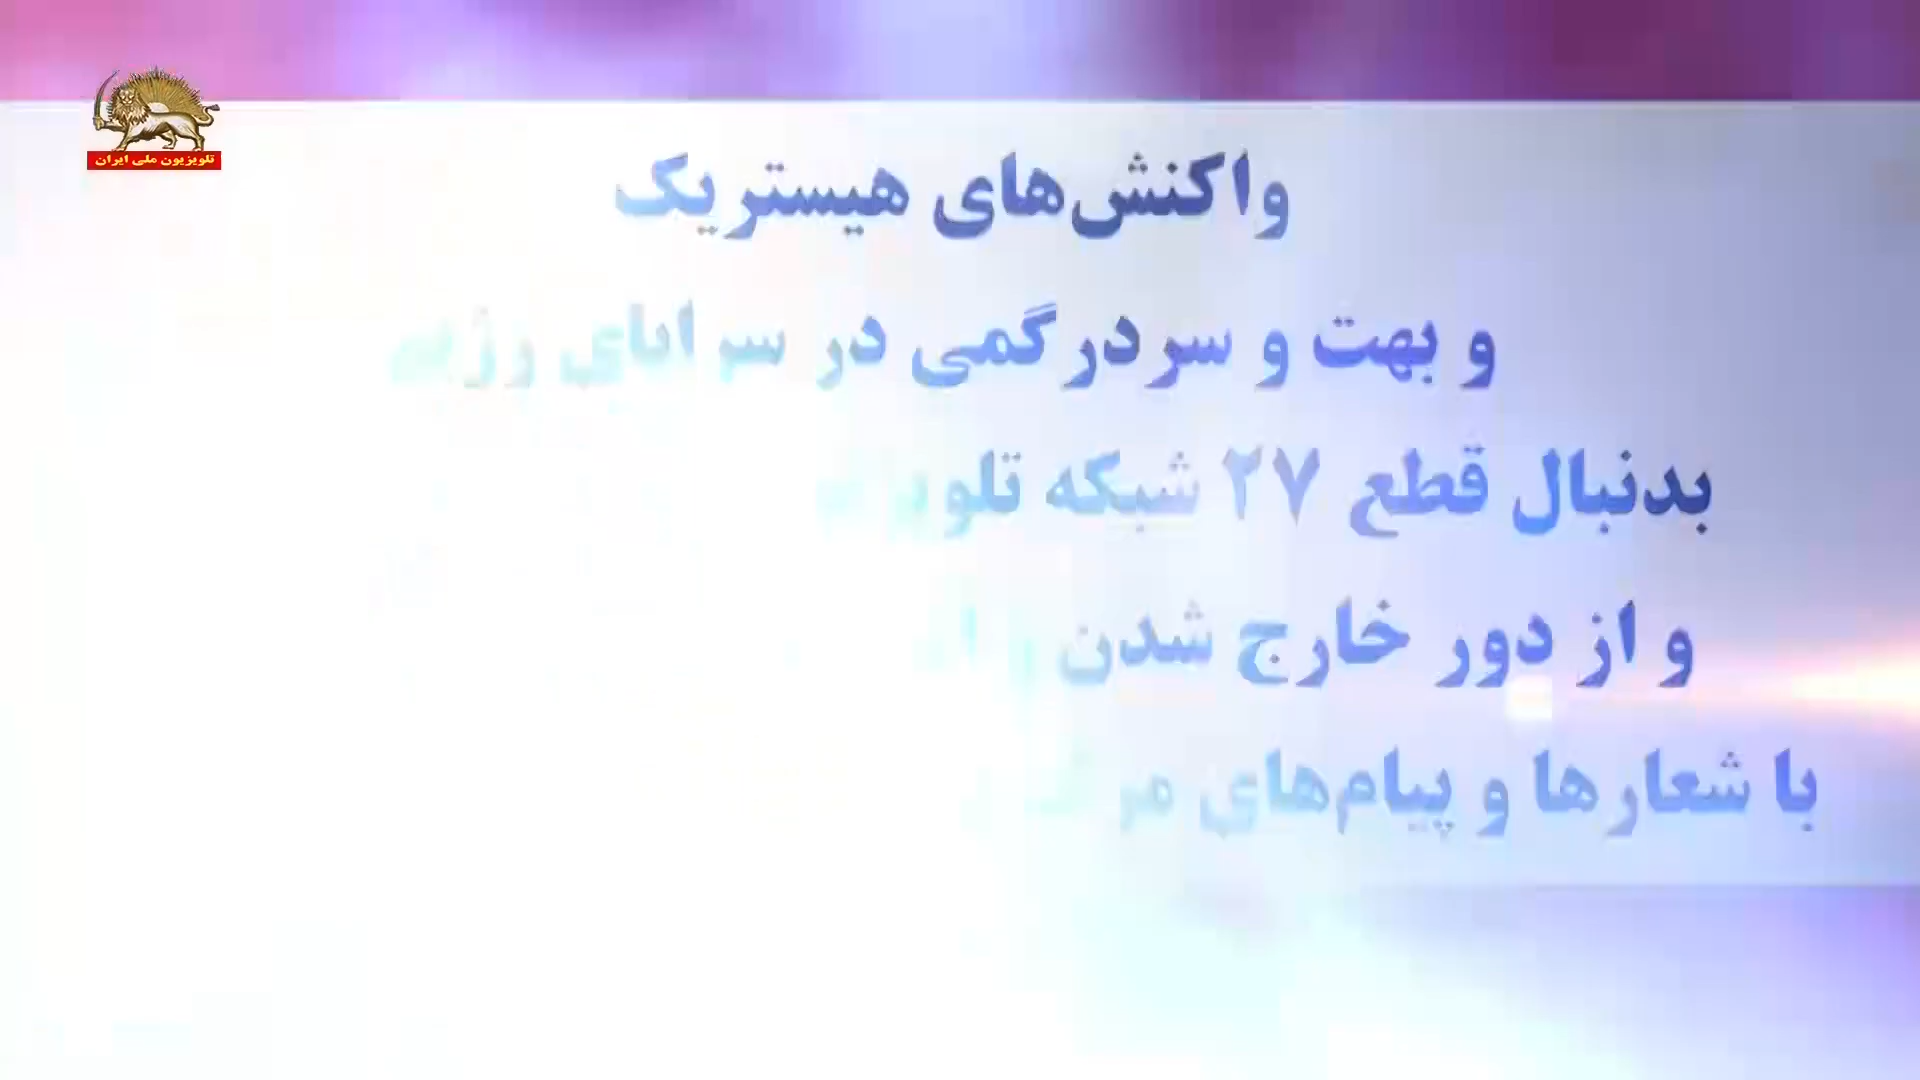 تلویزیون ملی ایران
واکنش‌های هیستریک
و بهت و سردرگمی در سراپای رژیم
بدنبال قطع ۲۷ شبکه
و از دور خارج شدن
با شعارها و پیام‌های